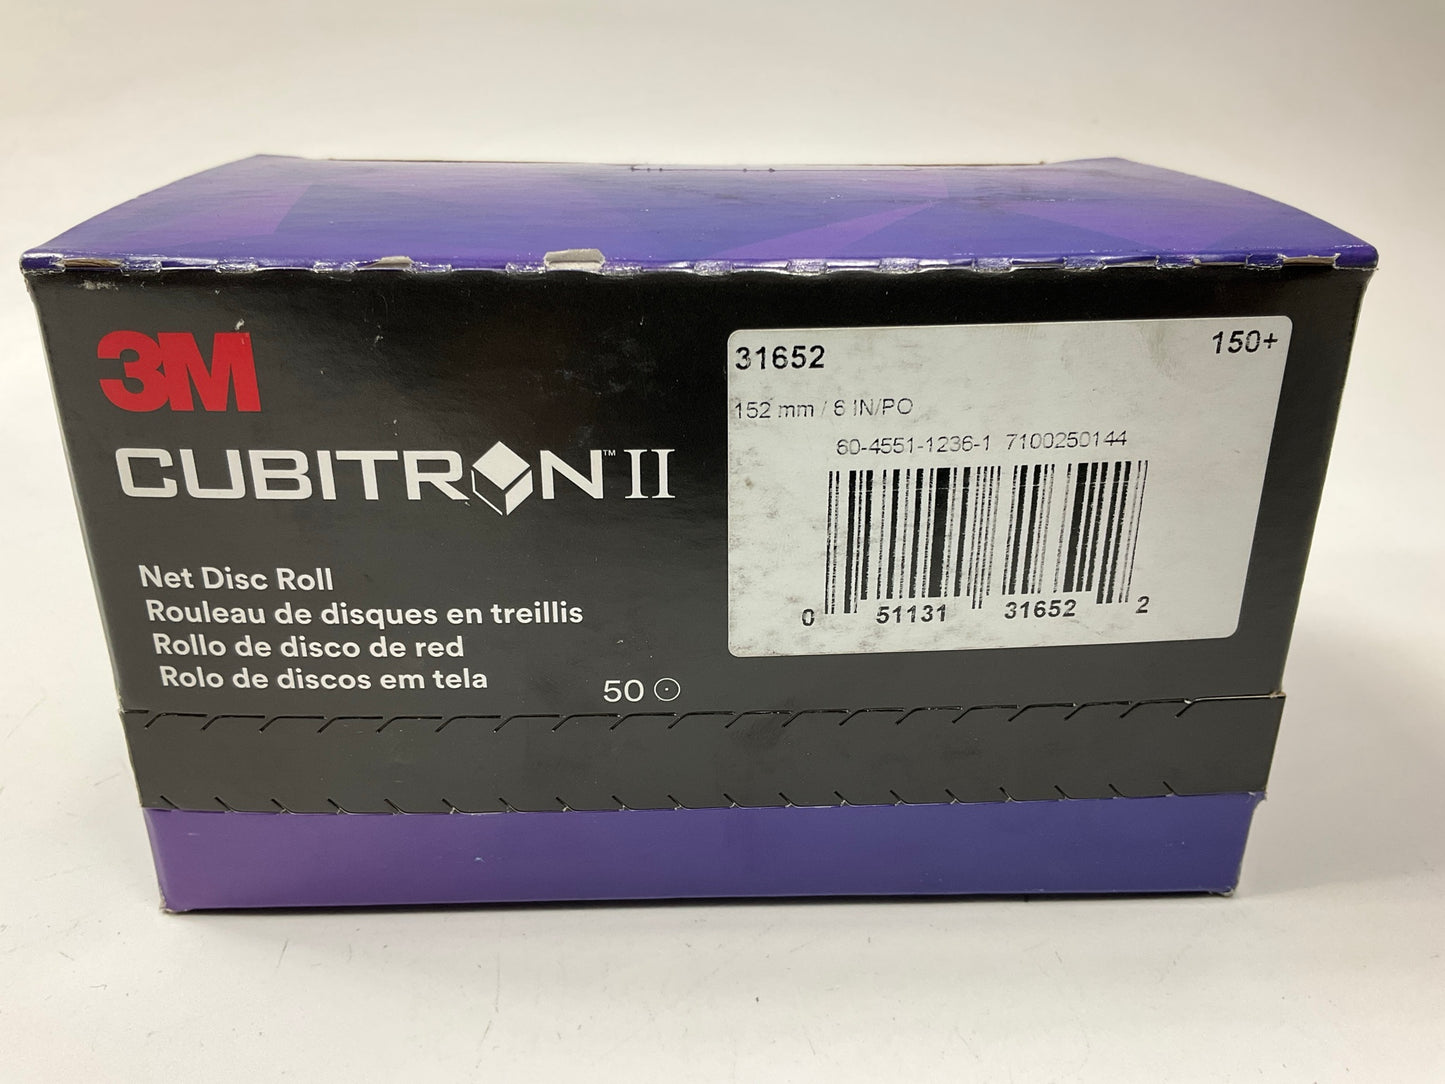 3M
CUBITRON™ II
Net Disc Roll
Rouleau de disques en treillis
Rollo de disco de red
Rolo de discos em tela
50
31652
150+
152 mm / 6 IN/PO
60-4551-1236-1 7100250144
0 51131 31652 2